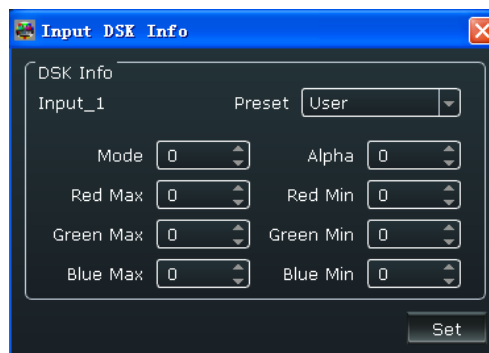 Input DSK Info
DSK Info
Input_1 Preset User
Mode 0 Alpha 0
Red Max 0 Red Min 0
Green Max 0 Green Min 0
Blue Max 0 Blue Min 0
Set